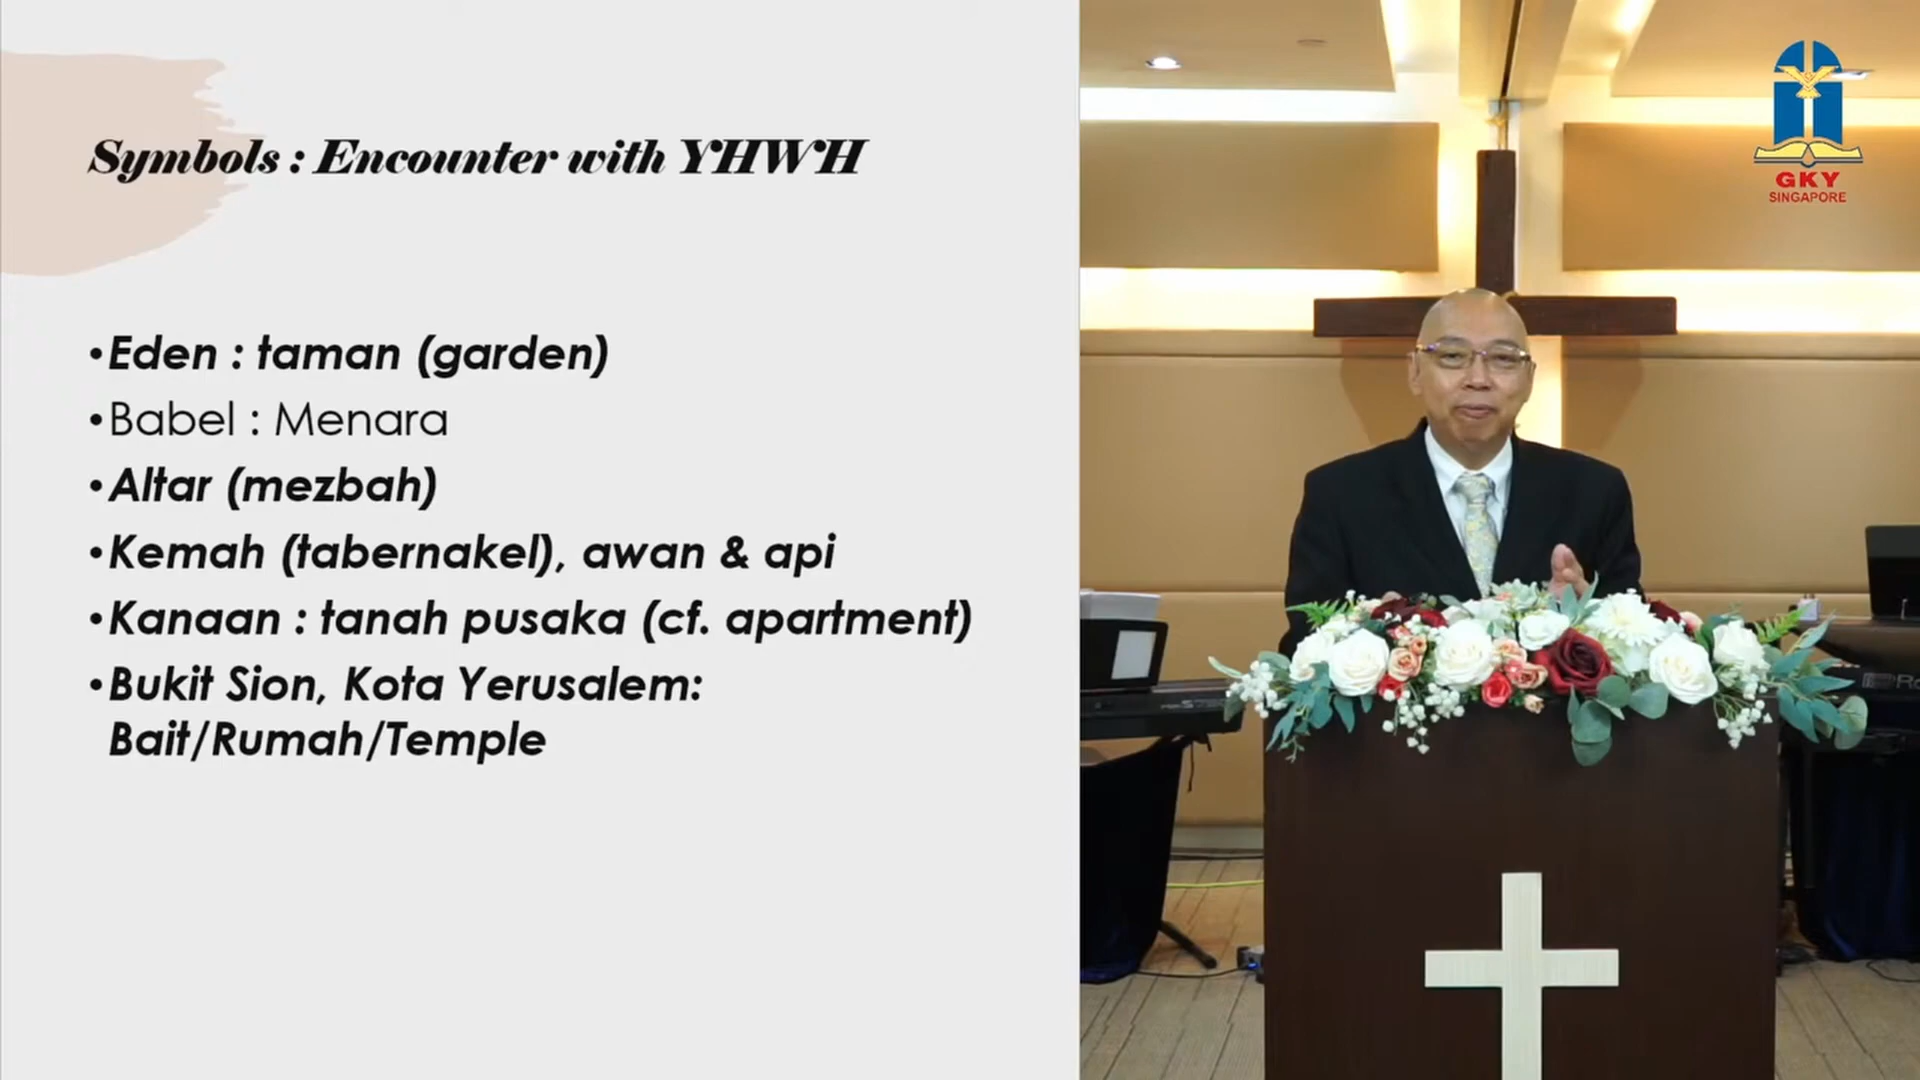 Symbols : Encounter with YHWH
•Eden : taman (garden)
•Babel : Menara
•Altar (mezbah)
•Kemah (tabernakel), awan & api
•Kanaan : tanah pusaka (cf. apartment)
•Bukit Sion, Kota Yerusalem:
Bait/Rumah/Temple
GKY
SINGAPORE